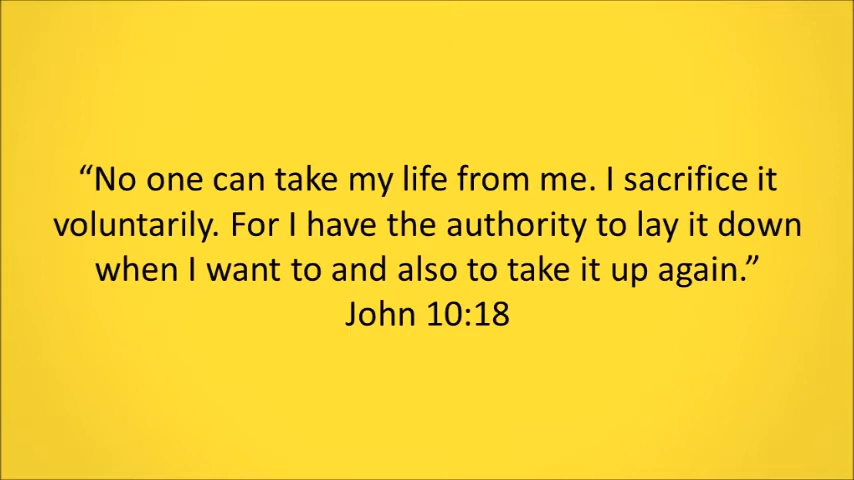 “No one can take my life from me. I sacrifice it
voluntarily. For I have the authority to lay it down
when I want to and also to take it up again.”
John 10:18